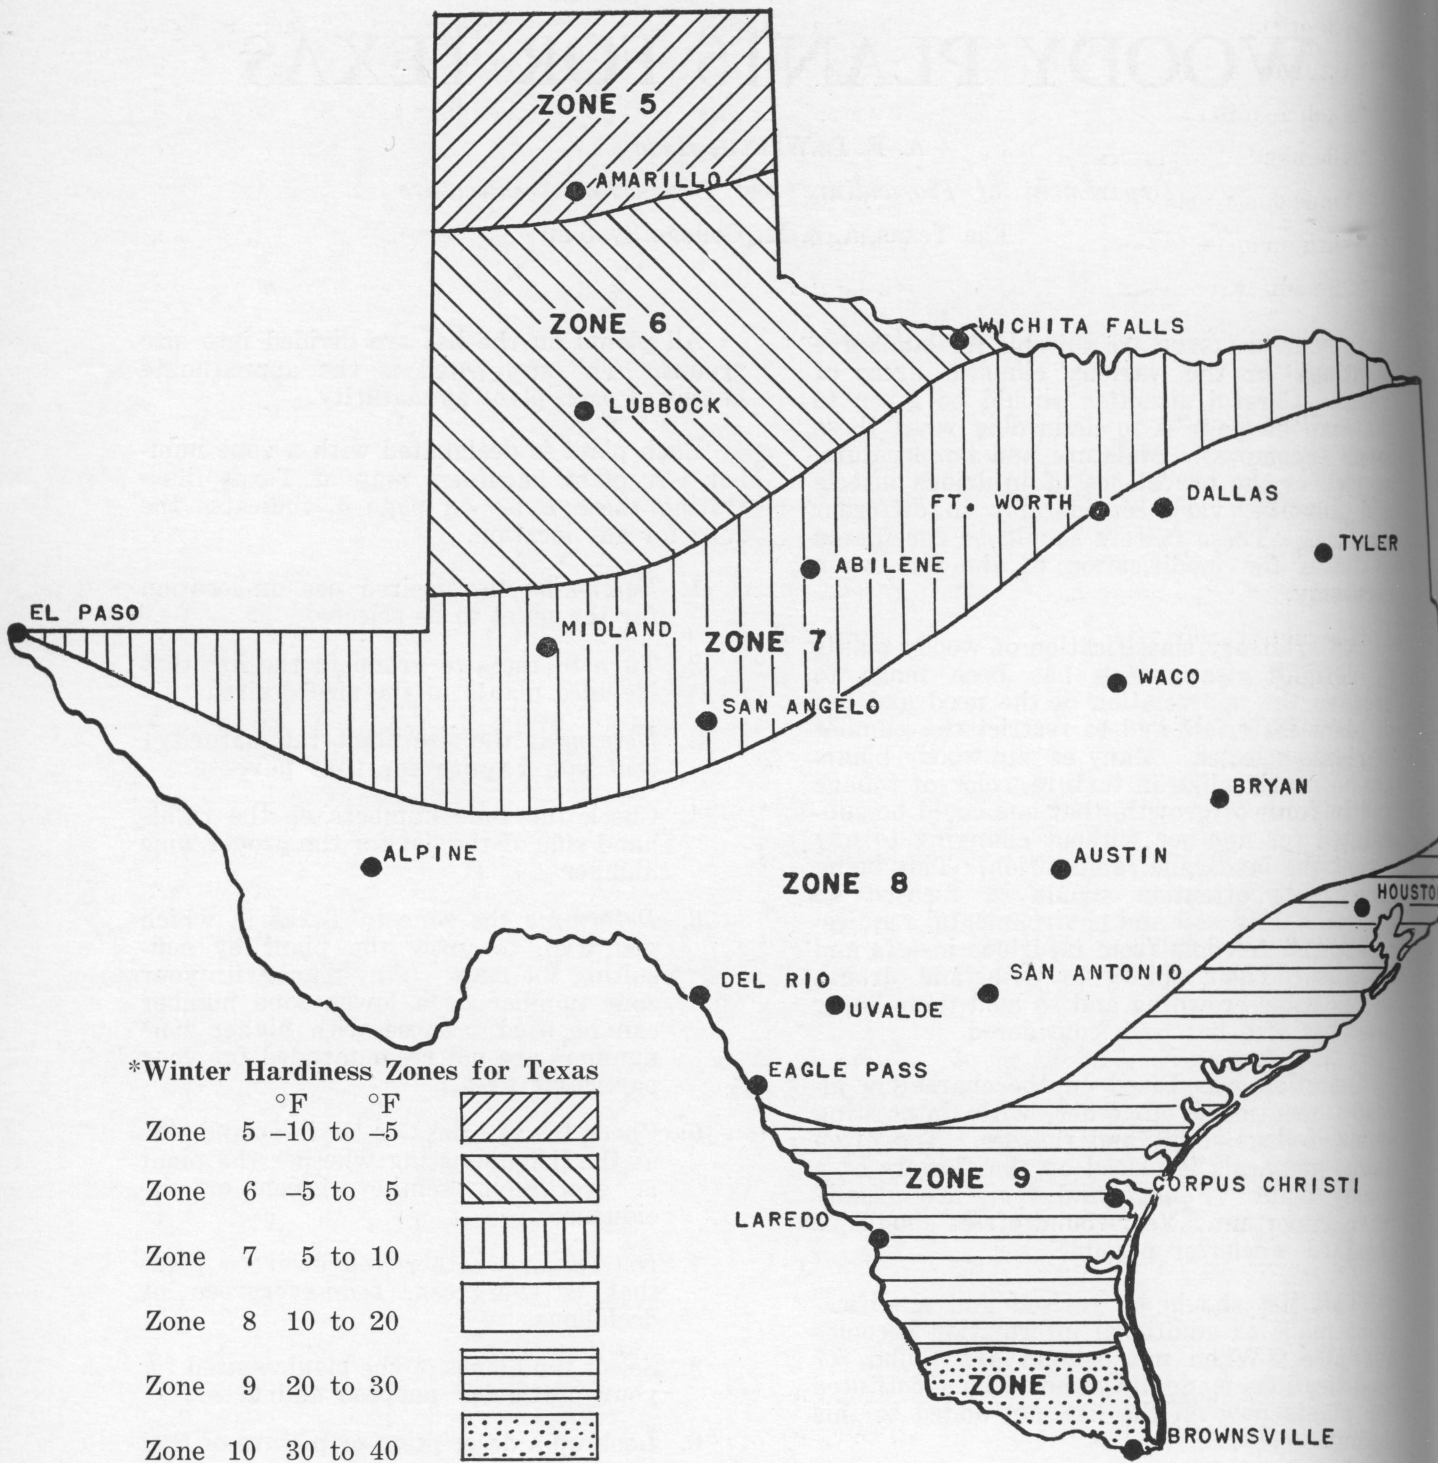 ZONE 5
AMARILLO
ZONE 6
WICHITA FALLS
LUBBOCK
FT. WORTH
DALLAS
TYLER
ABILENE
EL PASO
MIDLAND
ZONE 7
WACO
SAN ANGELO
BRYAN
ALPINE
AUSTIN
ZONE 8
HOUSTO
DEL RIO
SAN ANTONIO
UVALDE
EAGLE PASS
ZONE 9
CORPUS CHRISTI
LAREDO
ZONE 10
BROWNSVILLE
*Winter Hardiness Zones for Texas
°F °F
Zone 5 –10 to –5
Zone 6 –5 to 5
Zone 7 5 to 10
Zone 8 10 to 20
Zone 9 20 to 30
Zone 10 30 to 40